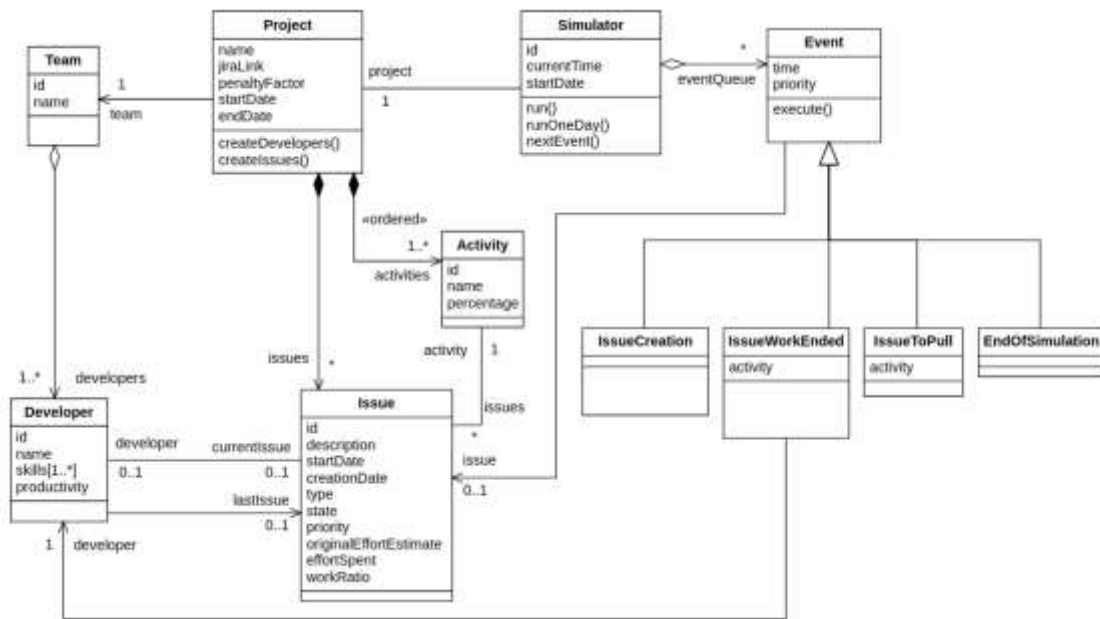 Project
name
jiraLink
penaltyFactor
startDate
endDate
createDevelopers()
createIssues()
Simulator
id
currentTime
startDate
run()
runOneDay()
nextEvent()
Event
time
priority
execute()
Team
id
name
1
team
project
1
*
eventQueue
«ordered»
1..*
activities
Activity
id
name
percentage
activity
1
issues
*
issues
*
IssueCreation
IssueWorkEnded
activity
IssueToPull
activity
EndOfSimulation
1..*
developers
Developer
id
name
skills[1..*]
productivity
developer
0..1
currentIssue
0..1
lastIssue
0..1
1
developer
Issue
id
description
startDate
creationDate
type
state
priority
originalEffortEstimate
effortSpent
workRatio
issue
0..1